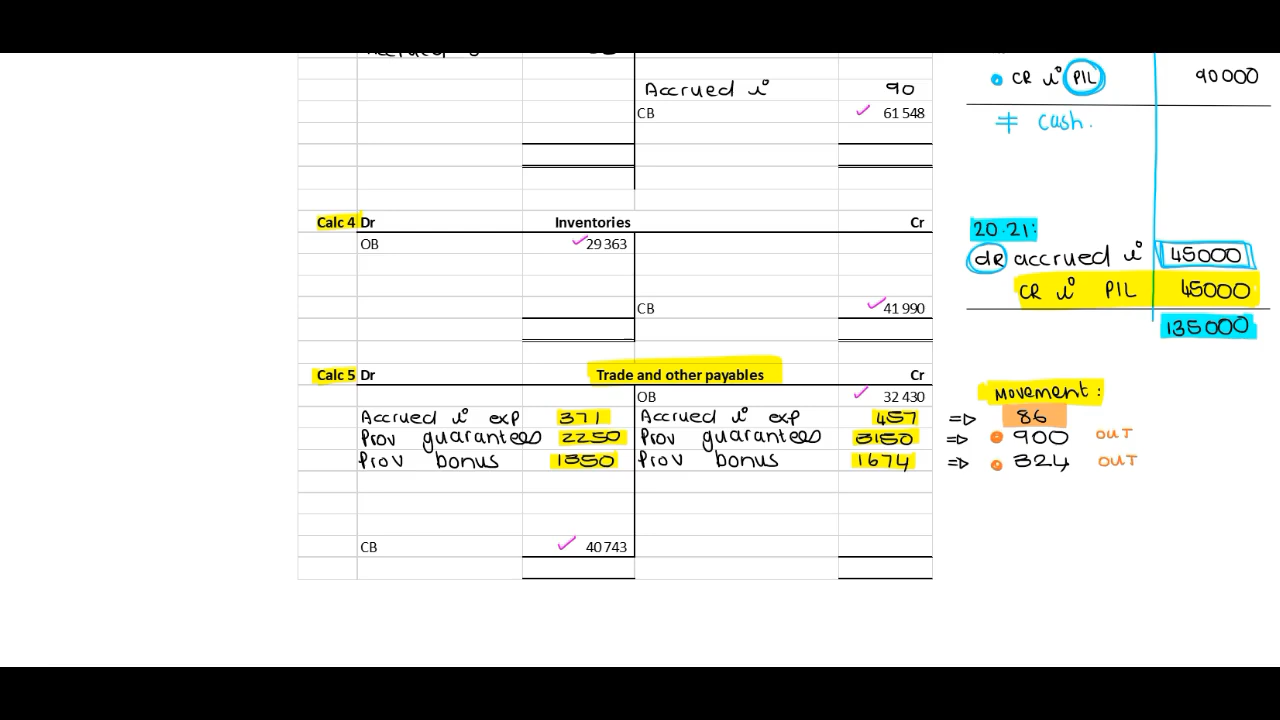 Accrued i° 90
CB 61 548
Calc 4 Dr Inventories Cr
OB 29 363
CB 41 990
Calc 5 Dr Trade and other payables Cr
OB 32 430
Accrued i° exp 371 Accrued i° exp 457
Prov guarantees 2250 Prov guarantees 3150
Prov bonus 1350 Prov bonus 1674
CB 40 743
• CR i° PIL 90 000
≠ cash.
20.21:
dR accrued i° 45000
CR i° PIL 45000
135000
Movement:
⇒ 86
⇒ • 900 OUT
⇒ • 324 OUT